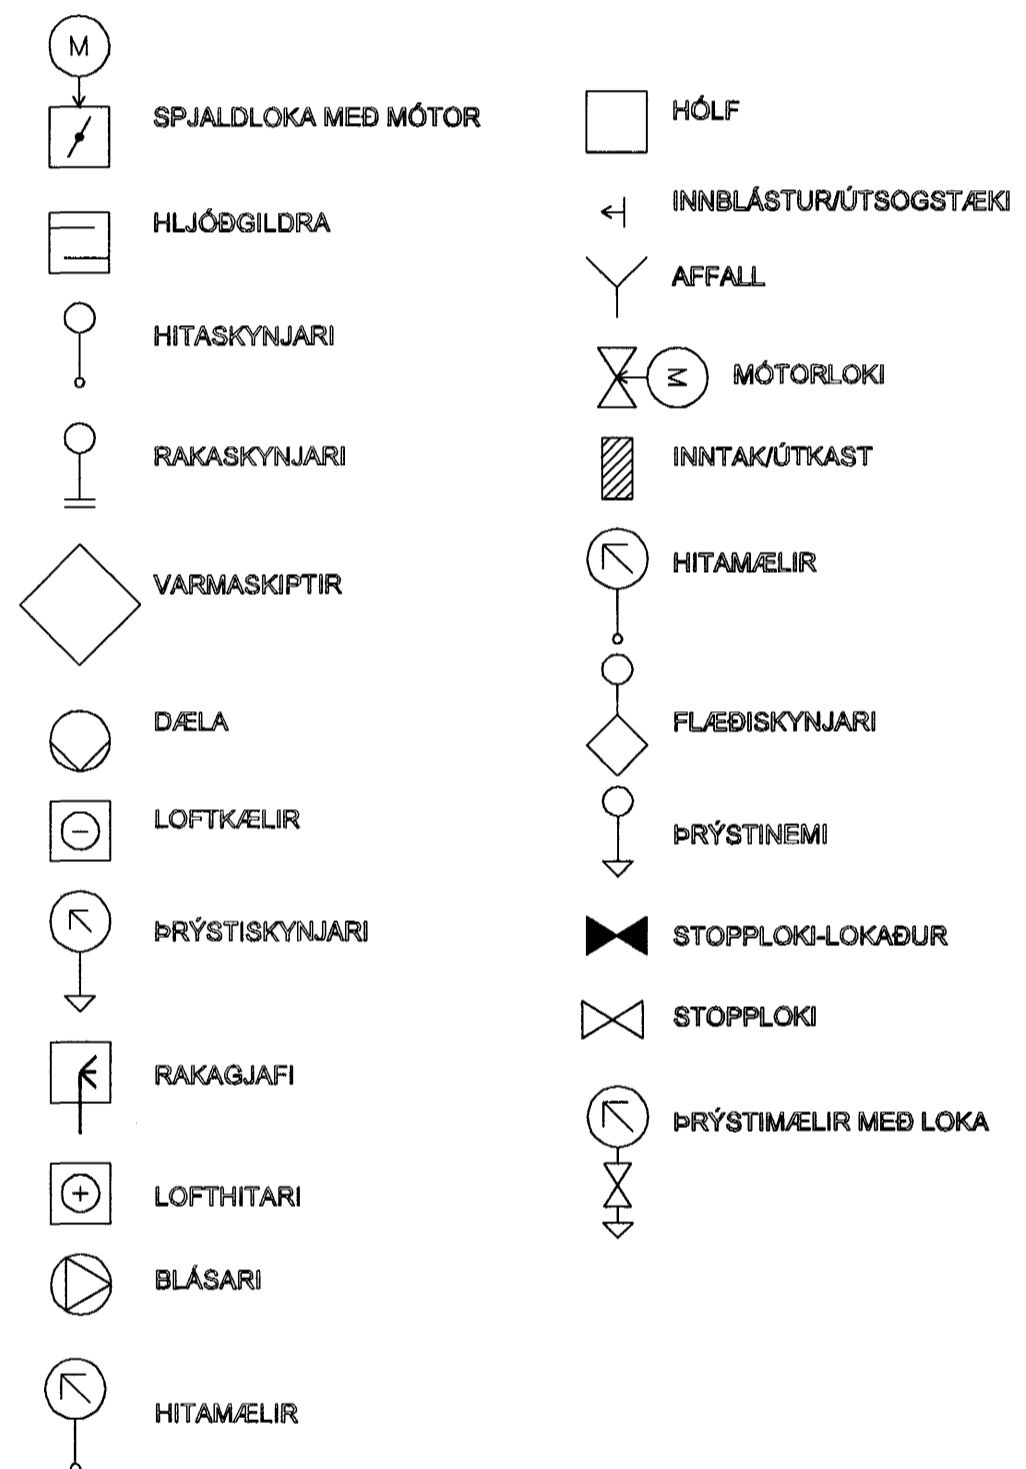 M
SPJALDLOKA MEÐ MÓTOR
HLJÓÐGILDRA
HITASKYNJARI
RAKASKYNJARI
VARMASKIPTIR
DÆLA
LOFTKÆLIR
ÞRÝSTISKYNJARI
RAKAGJAFI
LOFTHITARI
BLÁSARI
HITAMÆLIR
HÓLF
INNBLÁSTUR/ÚTSOGSTÆKI
AFFALL
M
MÓTORLOKI
INNTAK/ÚTKAST
HITAMÆLIR
FLÆÐISKYNJARI
ÞRÝSTINEMI
STOPPLOKI-LOKAÐUR
STOPPLOKI
ÞRÝSTIMÆLIR MEÐ LOKA